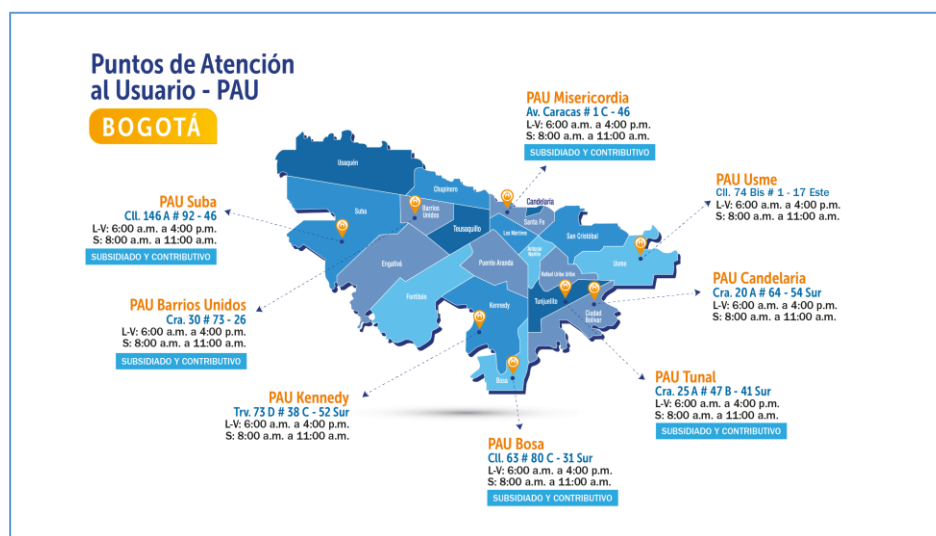 Puntos de Atención
al Usuario - PAU
BOGOTÁ
PAU Misericordia
Av. Caracas # 1 C - 46
L-V: 6:00 a.m. a 4:00 p.m.
S: 8:00 a.m. a 11:00 a.m.
SUBSIDIADO Y CONTRIBUTIVO
PAU Usme
Cll. 74 Bis # 1 - 17 Este
L-V: 6:00 a.m. a 4:00 p.m.
S: 8:00 a.m. a 11:00 a.m.
PAU Suba
Cll. 146 A # 92 - 46
L-V: 6:00 a.m. a 4:00 p.m.
S: 8:00 a.m. a 11:00 a.m.
SUBSIDIADO Y CONTRIBUTIVO
Usaquén
Chapinero
Suba
Barrios
Unidos
Teusaquillo
Candelaria
Santa Fe
Los Mártires
San Cristóbal
Antonio
Nariño
Usme
Engativá
Puente Aranda
Rafael Uribe Uribe
Fontibón
Kennedy
Tunjuelito
Ciudad
Bolívar
Bosa
PAU Candelaria
Cra. 20 A # 64 - 54 Sur
L-V: 6:00 a.m. a 4:00 p.m.
S: 8:00 a.m. a 11:00 a.m.
PAU Barrios Unidos
Cra. 30 # 73 - 26
L-V: 6:00 a.m. a 4:00 p.m.
S: 8:00 a.m. a 11:00 a.m.
SUBSIDIADO Y CONTRIBUTIVO
PAU Kennedy
Trv. 73 D # 38 C - 52 Sur
L-V: 6:00 a.m. a 4:00 p.m.
S: 8:00 a.m. a 11:00 a.m.
PAU Tunal
Cra. 25 A # 47 B - 41 Sur
L-V: 6:00 a.m. a 4:00 p.m.
S: 8:00 a.m. a 11:00 a.m.
SUBSIDIADO Y CONTRIBUTIVO
PAU Bosa
Cll. 63 # 80 C - 31 Sur
L-V: 6:00 a.m. a 4:00 p.m.
S: 8:00 a.m. a 11:00 a.m.
SUBSIDIADO Y CONTRIBUTIVO